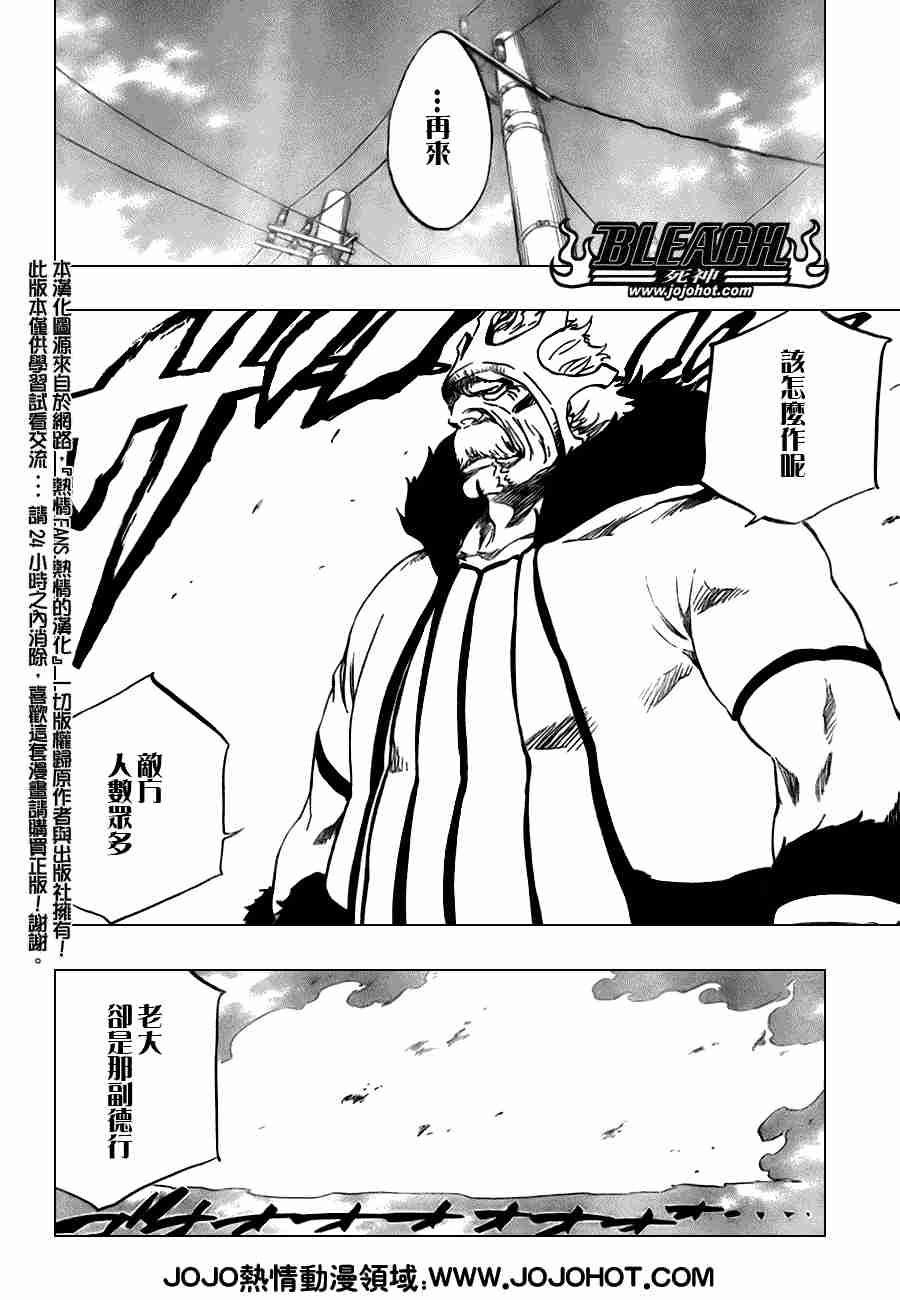 …再來
BLEACH
死神
www.jojohot.com
該怎麼作呢
敵方
人數眾多
老大
卻是那副德行
本漢化圖源來自於網路，『熱情FANS.熱情的漢化』一切版權歸原作者與出版社擁有！
此版本僅供學習試看交流…請24小時之內消除，喜歡這套漫畫請購買正版！謝謝。
JOJO熱情動漫領域:WWW.JOJOHOT.COM